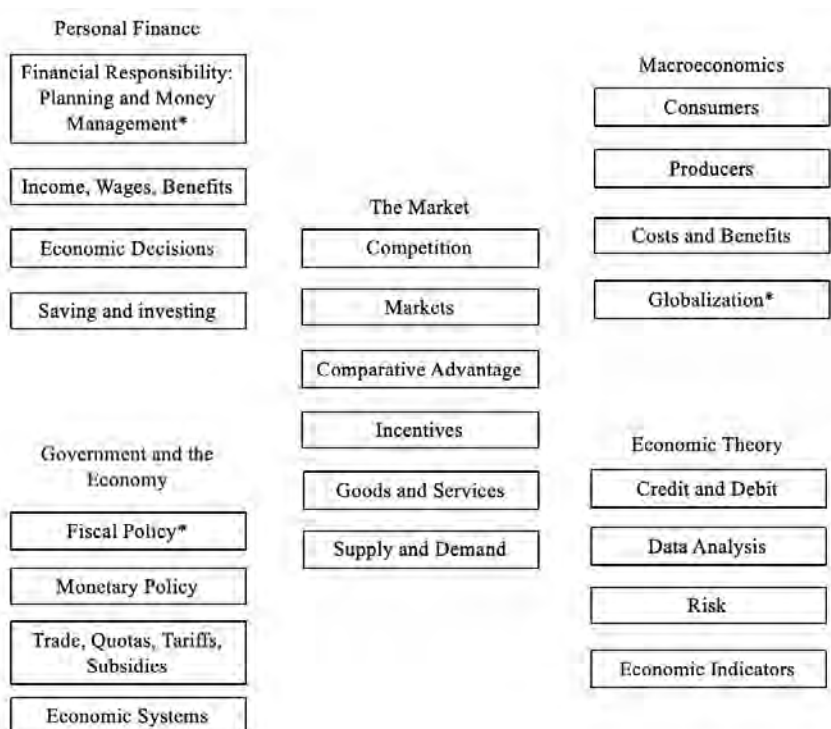 Personal Finance
Financial Responsibility:
Planning and Money
Management*
Income, Wages, Benefits
Economic Decisions
Saving and investing
Government and the
Economy
Fiscal Policy*
Monetary Policy
Trade, Quotas, Tariffs,
Subsidies
Economic Systems
The Market
Competition
Markets
Comparative Advantage
Incentives
Goods and Services
Supply and Demand
Macroeconomics
Consumers
Producers
Costs and Benefits
Globalization*
Economic Theory
Credit and Debit
Data Analysis
Risk
Economic Indicators